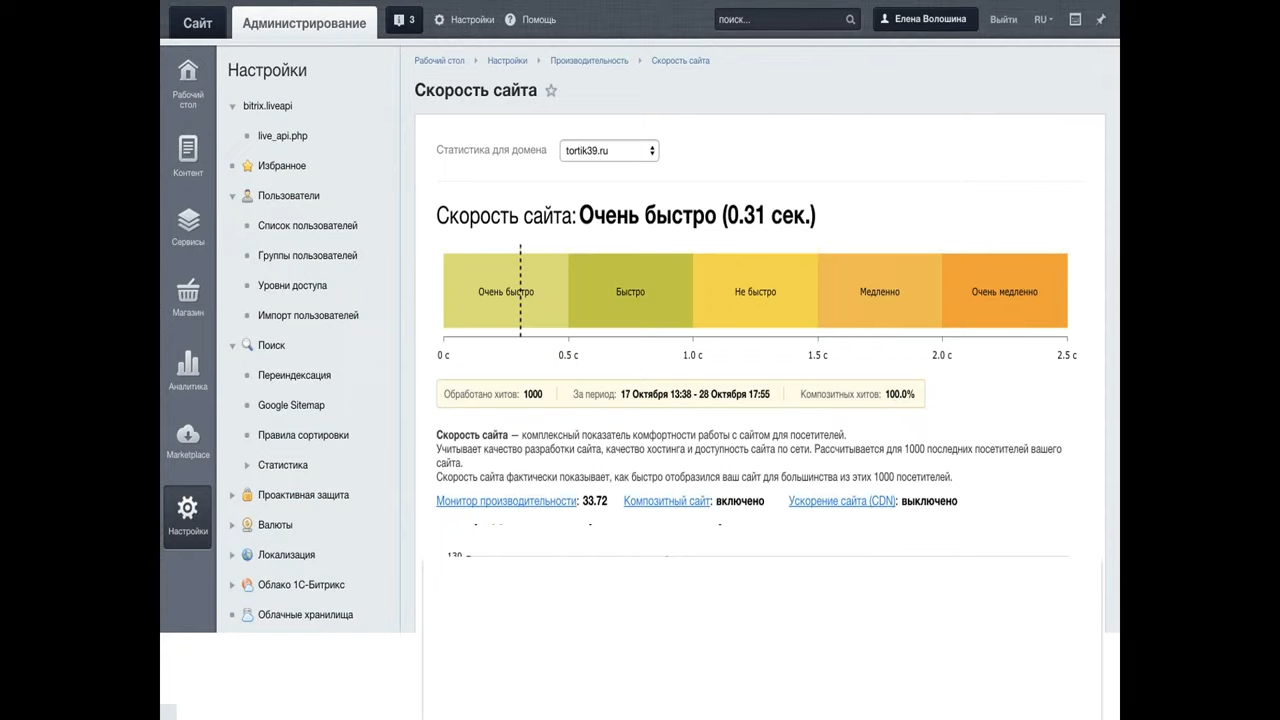 Сайт
Администрирование
3
Настройки
Помощь
поиск...
Елена Волошина
Выйти
RU
Рабочий стол
Контент
Сервисы
Магазин
Аналитика
Marketplace
Настройки
Настройки
bitrix.liveapi
live_api.php
Избранное
Пользователи
Список пользователей
Группы пользователей
Уровни доступа
Импорт пользователей
Поиск
Переиндексация
Google Sitemap
Правила сортировки
Статистика
Проактивная защита
Валюты
Локализация
Облако 1С-Битрикс
Облачные хранилища
Рабочий стол Настройки Производительность Скорость сайта
Скорость сайта
Статистика для домена tortik39.ru
Скорость сайта: Очень быстро (0.31 сек.)
Очень быстро Быстро Не быстро Медленно Очень медленно
0 с 0.5 с 1.0 с 1.5 с 2.0 с 2.5 с
Обработано хитов: 1000 За период: 17 Октября 13:38 - 28 Октября 17:55 Композитных хитов: 100.0%
Скорость сайта — комплексный показатель комфортности работы с сайтом для посетителей.
Учитывает качество разработки сайта, качество хостинга и доступность сайта по сети. Рассчитывается для 1000 последних посетителей вашего
сайта.
Скорость сайта фактически показывает, как быстро отобразился ваш сайт для большинства из этих 1000 посетителей.
Монитор производительности: 33.72 Композитный сайт: включено Ускорение сайта (CDN): выключено